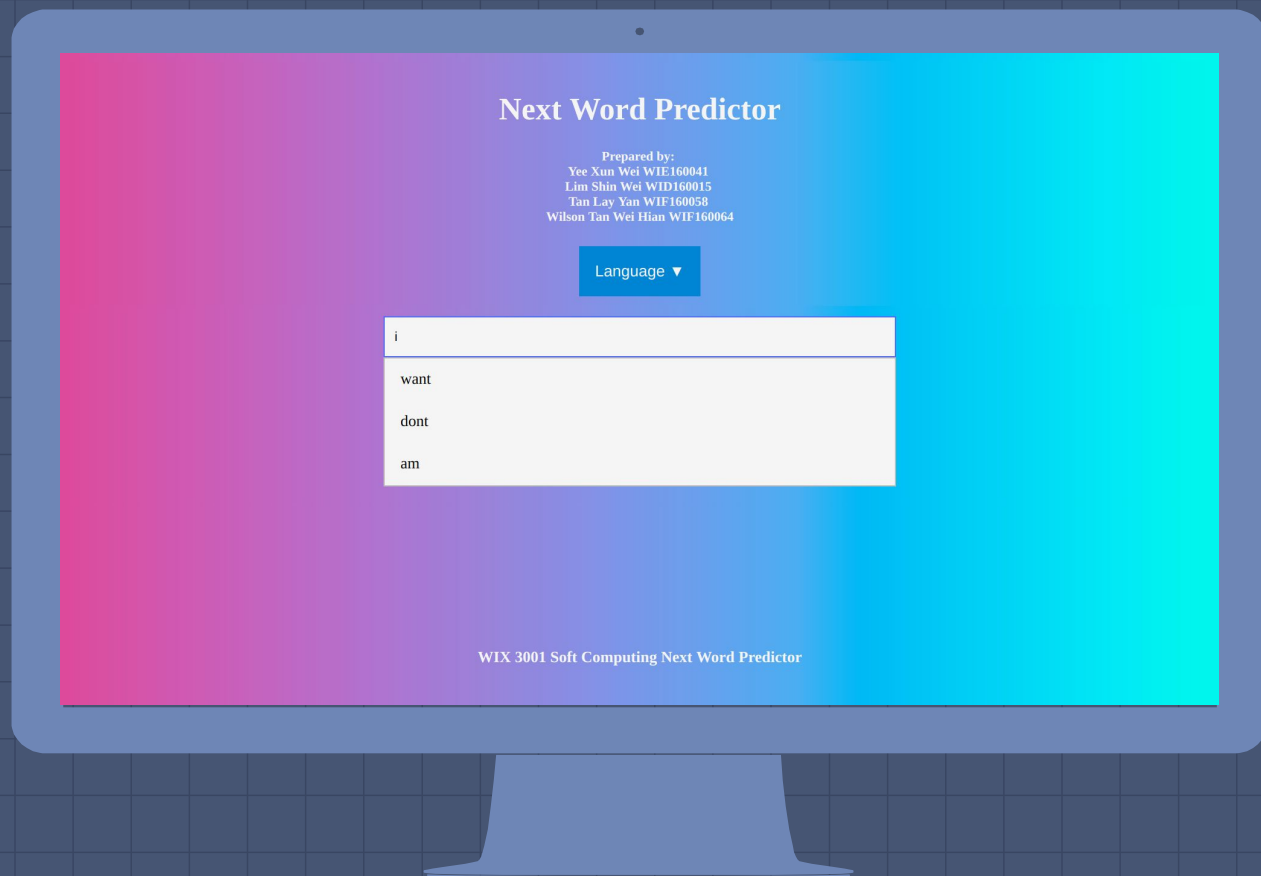 Next Word Predictor
Prepared by:
Yee Xun Wei WIE160041
Lim Shin Wei WID160015
Tan Lay Yan WIF160058
Wilson Tan Wei Hian WIF160064
Language ▼
i
want
dont
am
WIX 3001 Soft Computing Next Word Predictor